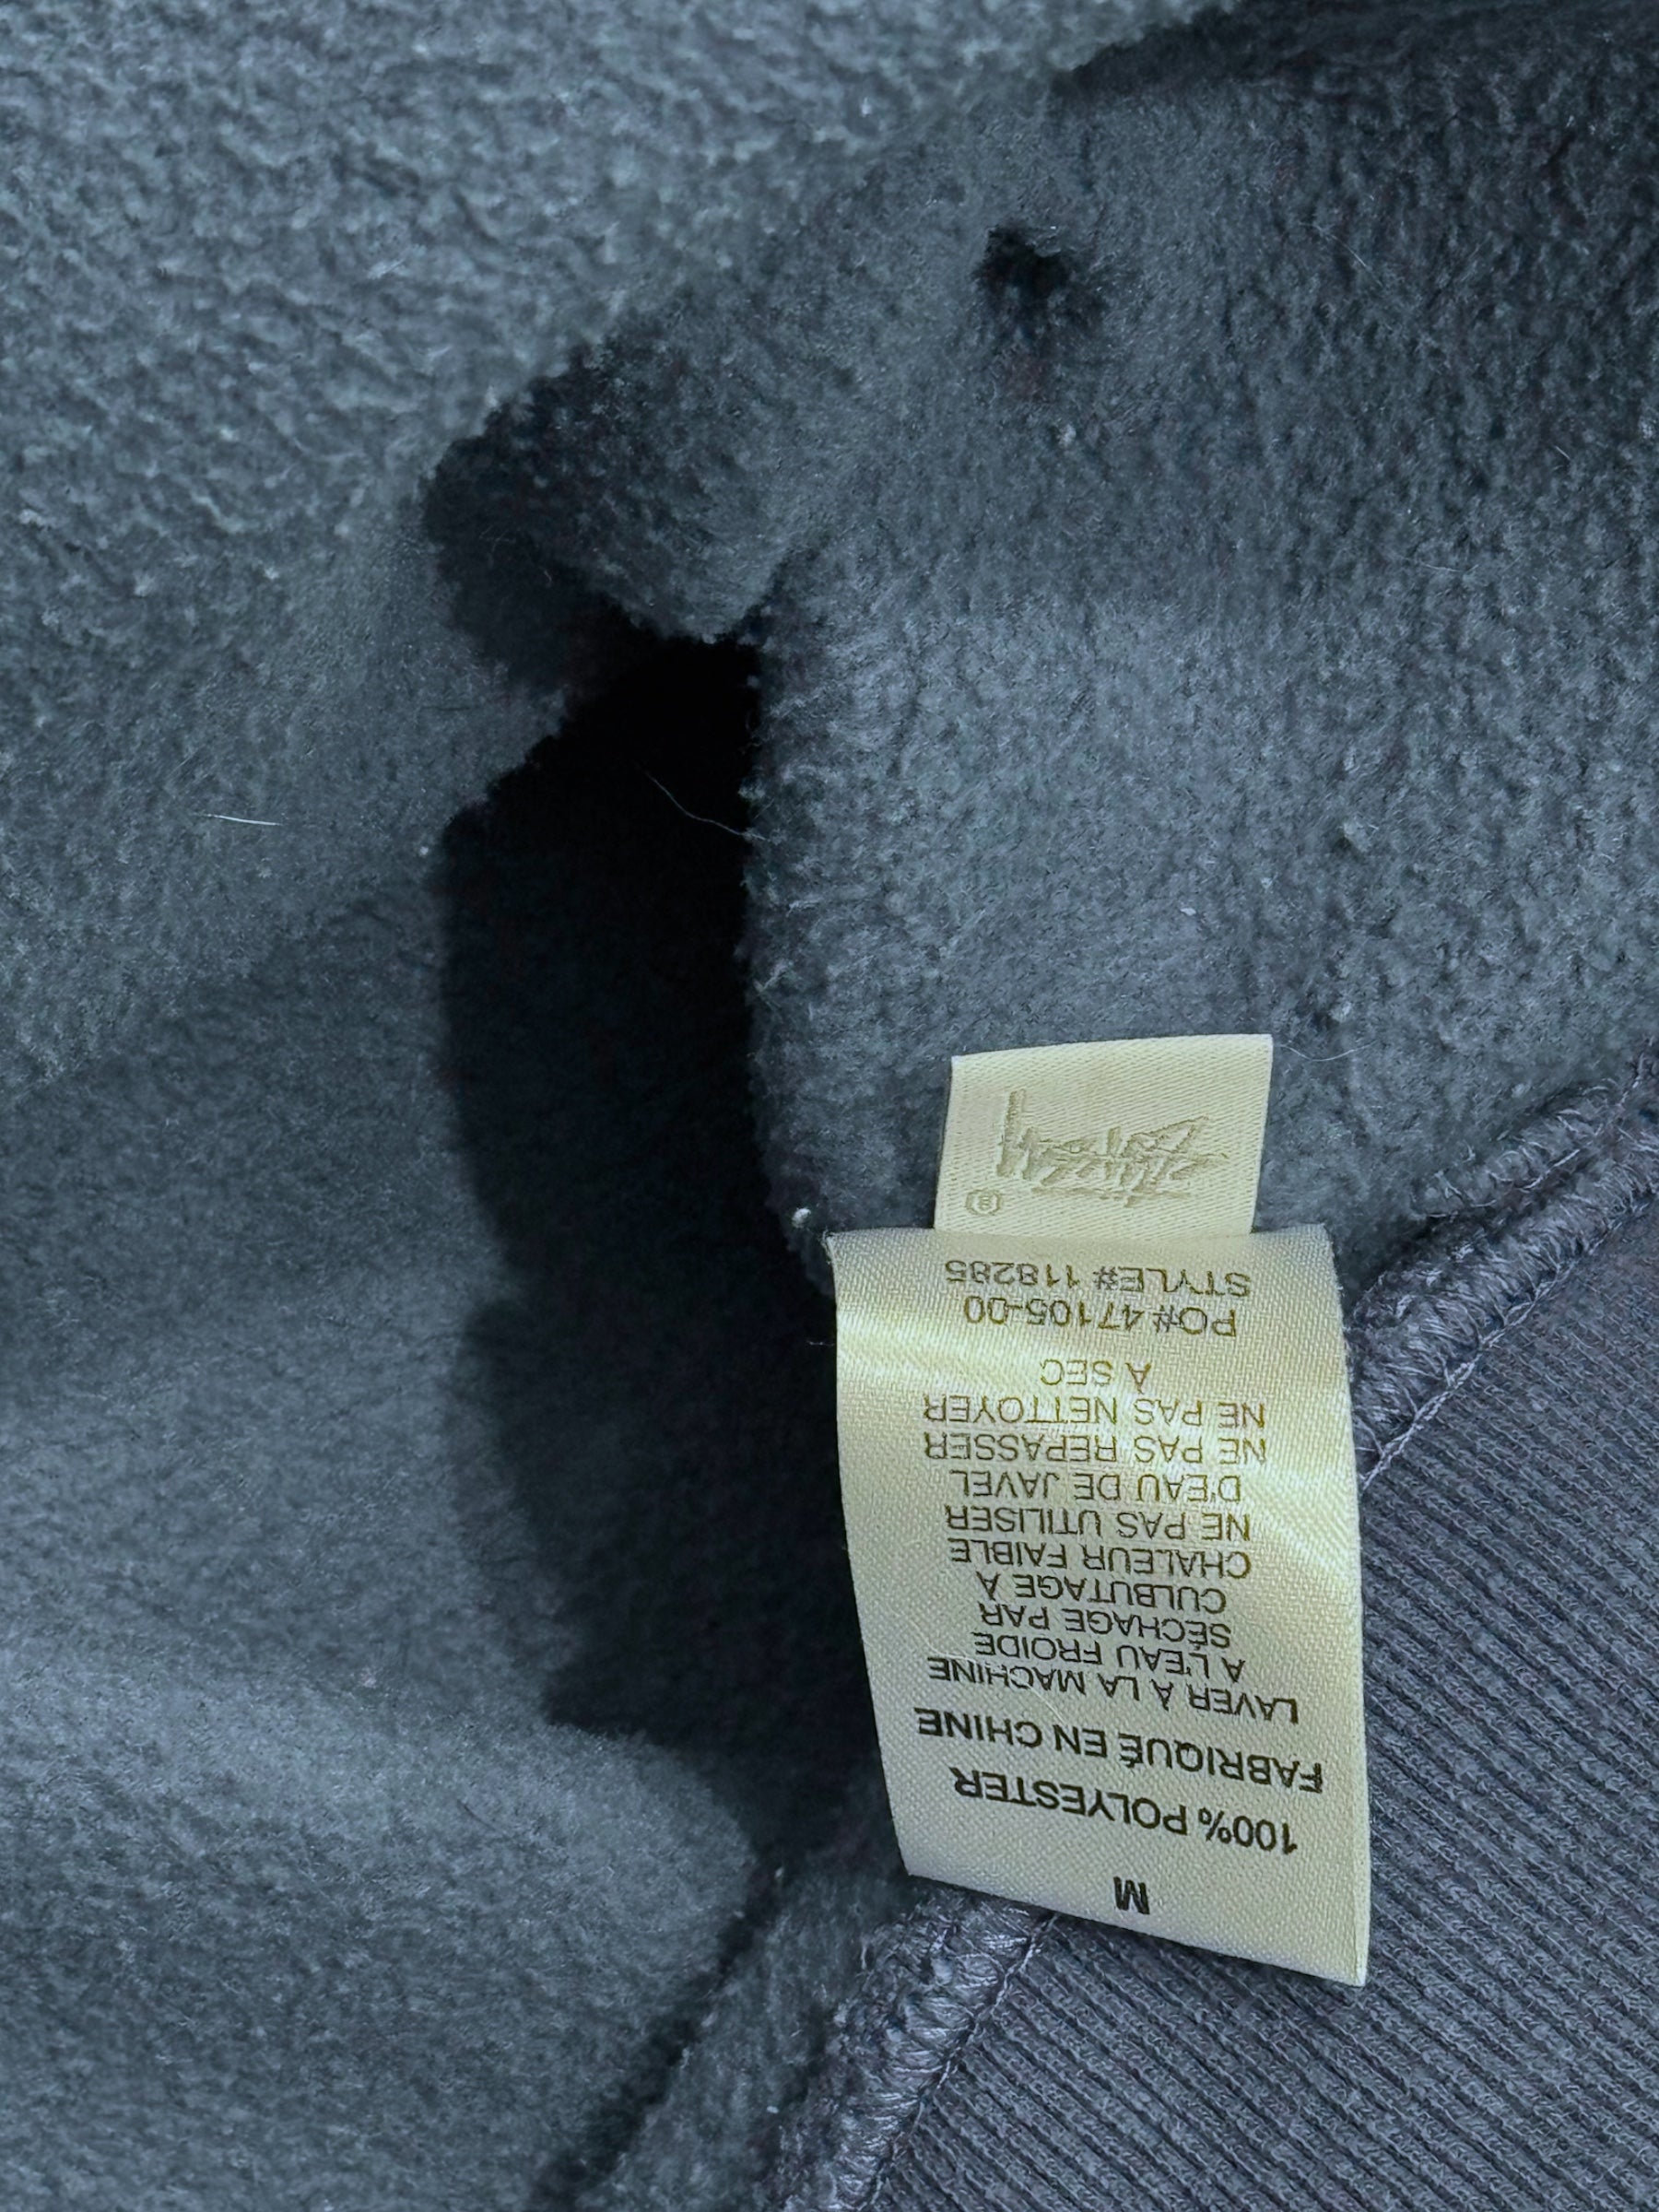 M
100% POLYESTER
FABRIQUÉ EN CHINE
LAVER À LA MACHINE
A L'EAU FROIDE
SÉCHAGE PAR
CULBUTAGE À
CHALEUR FAIBLE
NE PAS UTILISER
D'EAU DE JAVEL
NE PAS REPASSER
NE PAS NETTOYER
À SEC
PO# 47105-00
STYLE# 118285
Stüssy ®